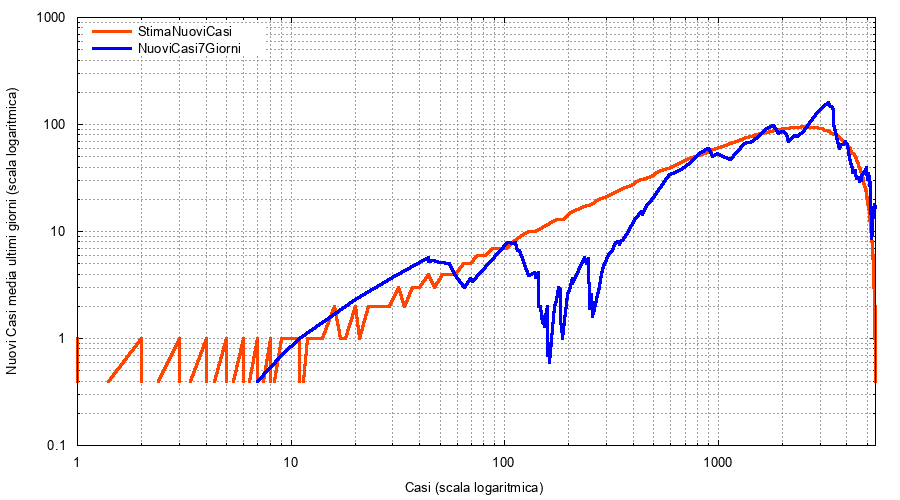 1000
100
10
1
0.1
StimaNuoviCasi
NuoviCasi7Giorni
Nuovi Casi media ultimi giorni (scala logaritmica)
1 10 100 1000
Casi (scala logaritmica)